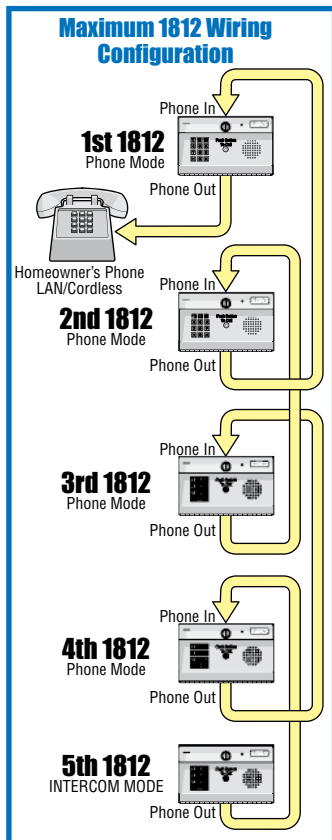 Maximum 1812 Wiring
Configuration
Phone In
1st 1812
Phone Mode
Phone Out
Homeowner's Phone
LAN/Cordless
Phone In
2nd 1812
Phone Mode
Phone Out
Phone In
3rd 1812
Phone Mode
Phone Out
Phone In
4th 1812
Phone Mode
Phone Out
5th 1812
INTERCOM MODE
Phone Out